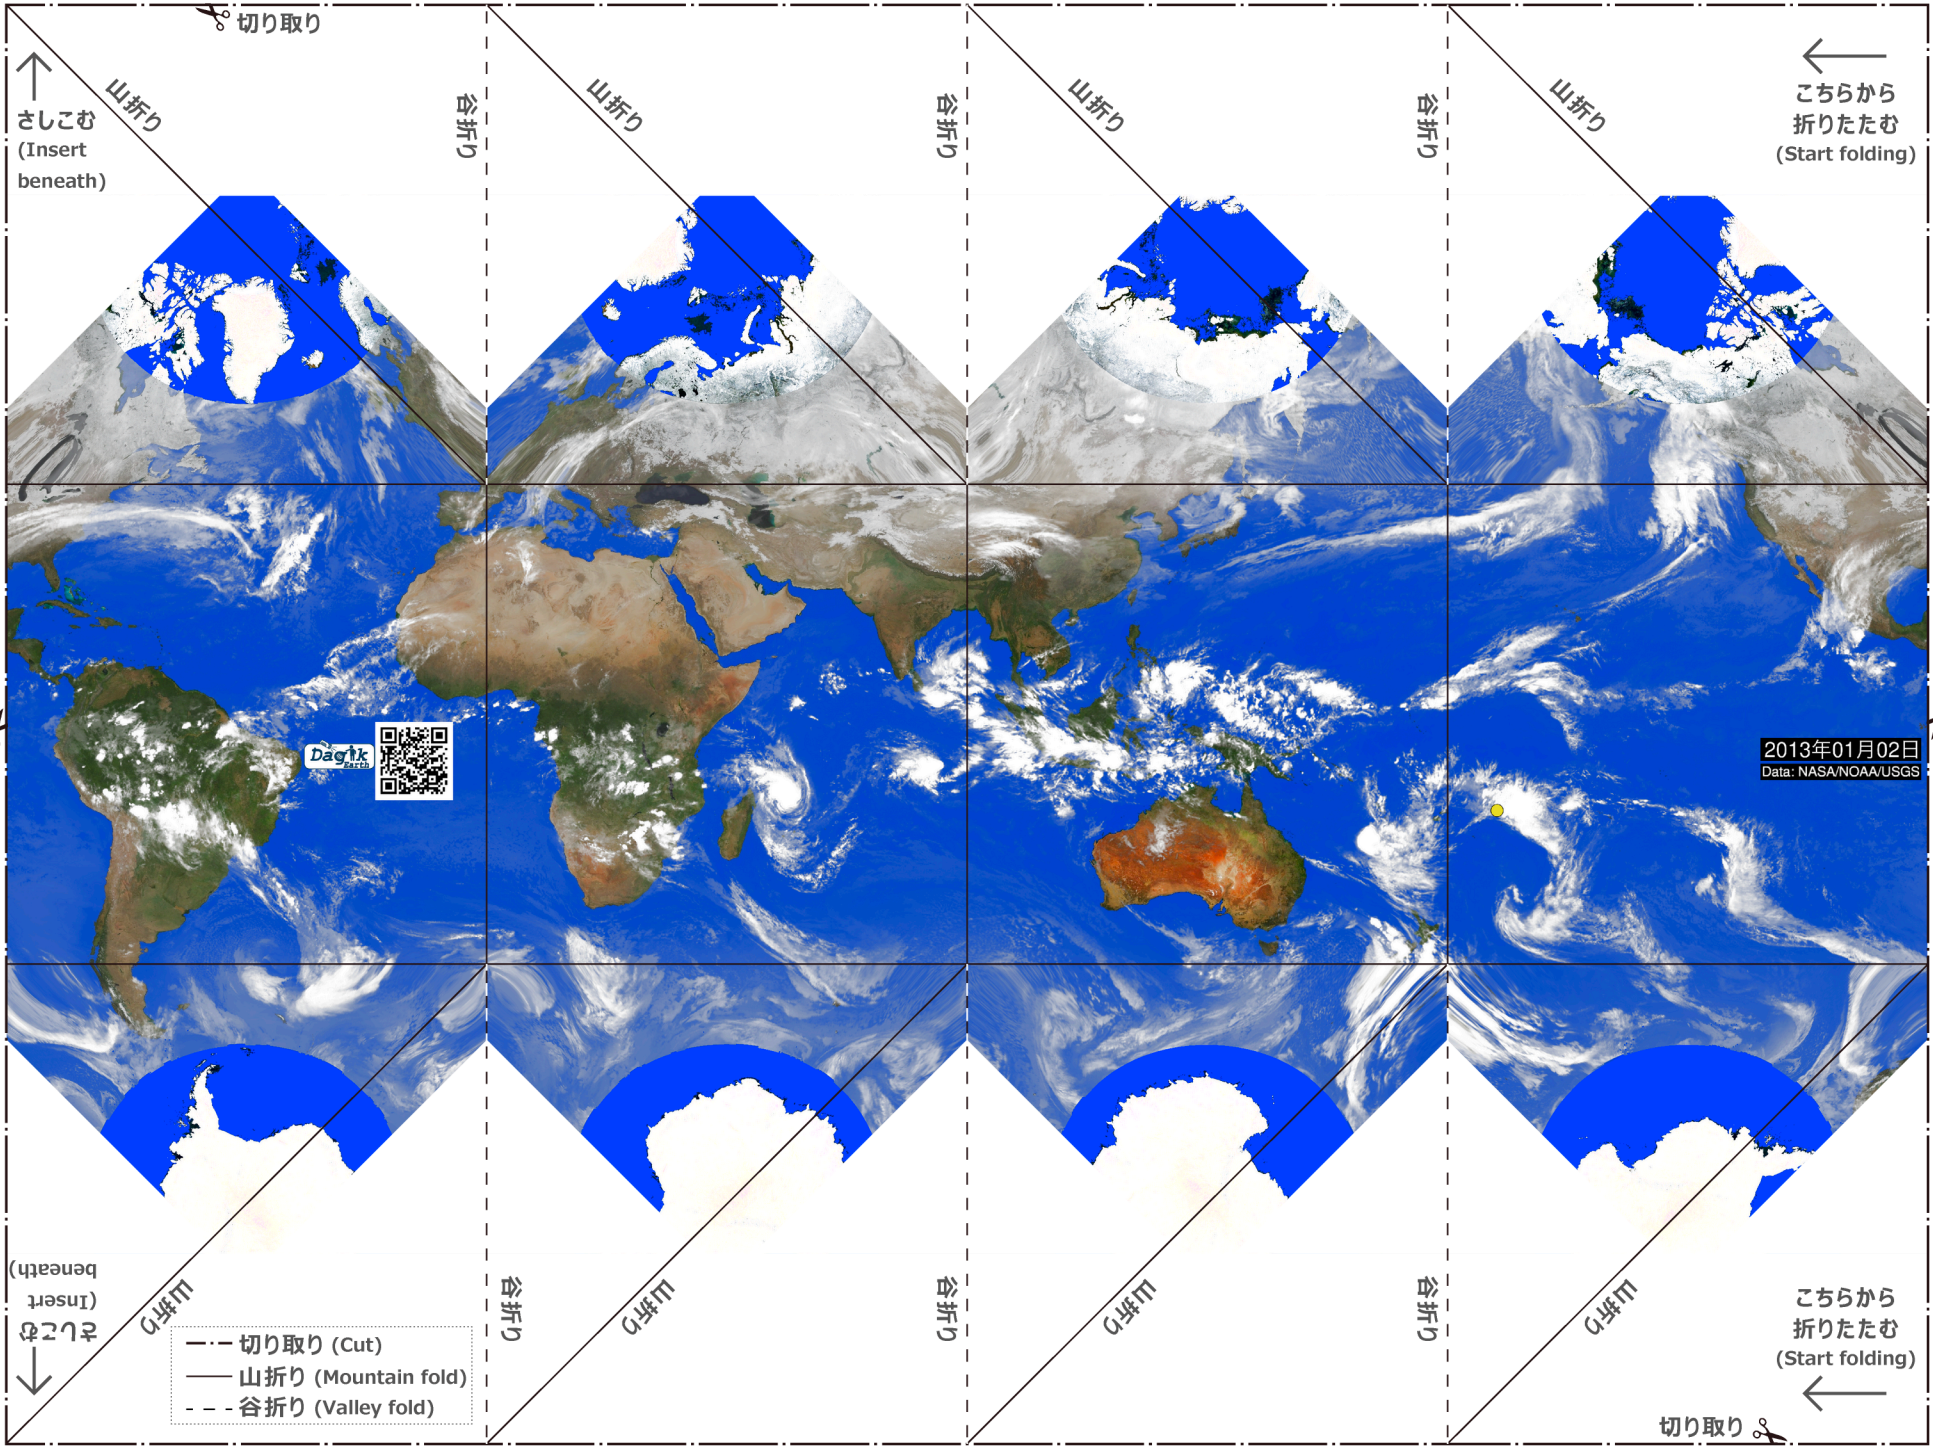 切り取り
山折り
谷折り
山折り
谷折り
山折り
谷折り
山折り
さしこむ
(Insert
beneath)
こちらから
折りたたむ
(Start folding)
Dagik
Earth
2013年01月02日
Data: NASA/NOAA/USGS
さしこむ
(Insert
beneath)
山折り
谷折り
山折り
谷折り
山折り
谷折り
山折り
こちらから
折りたたむ
(Start folding)
切り取り (Cut)
山折り (Mountain fold)
谷折り (Valley fold)
切り取り